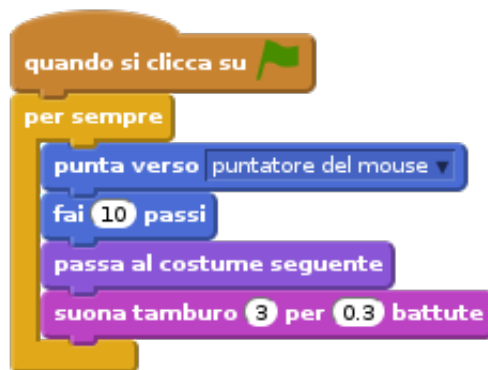 quando si clicca su
per sempre
punta verso puntatore del mouse
fai 10 passi
passa al costume seguente
suona tamburo 3 per 0.3 battute